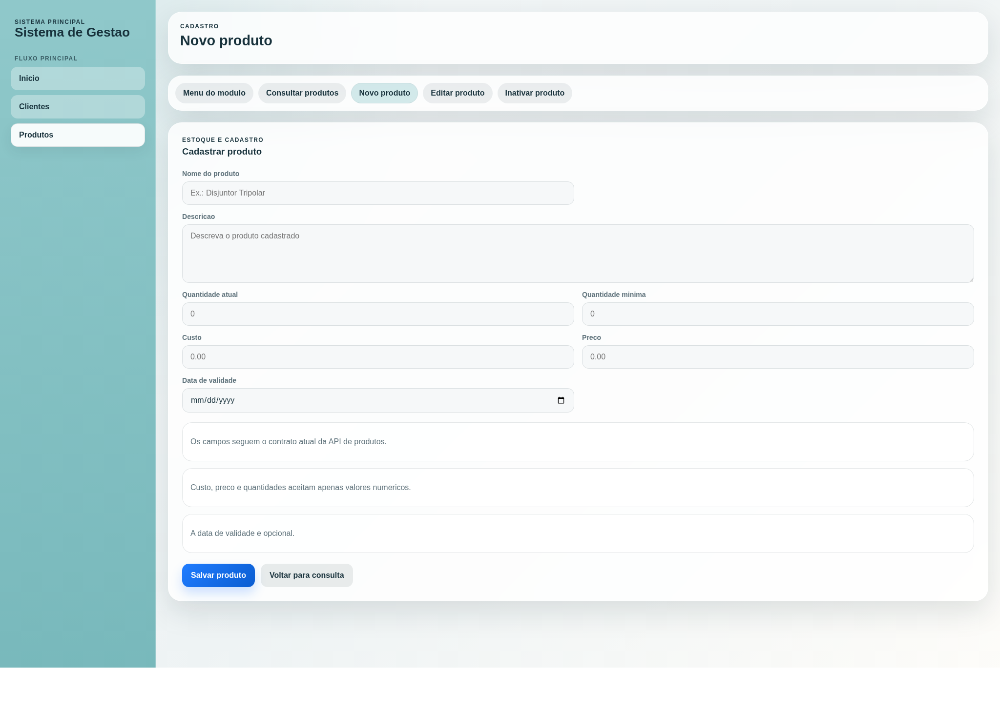 SISTEMA PRINCIPAL
Sistema de Gestao
FLUXO PRINCIPAL
Inicio
Clientes
Produtos
CADASTRO
Novo produto
Menu do modulo
Consultar produtos
Novo produto
Editar produto
Inativar produto
ESTOQUE E CADASTRO
Cadastrar produto
Nome do produto
Ex.: Disjuntor Tripolar
Descricao
Descreva o produto cadastrado
Quantidade atual
Quantidade minima
0
0
Custo
Preco
0.00
0.00
Data de validade
mm/dd/yyyy
Os campos seguem o contrato atual da API de produtos.
Custo, preco e quantidades aceitam apenas valores numericos.
A data de validade e opcional.
Salvar produto
Voltar para consulta